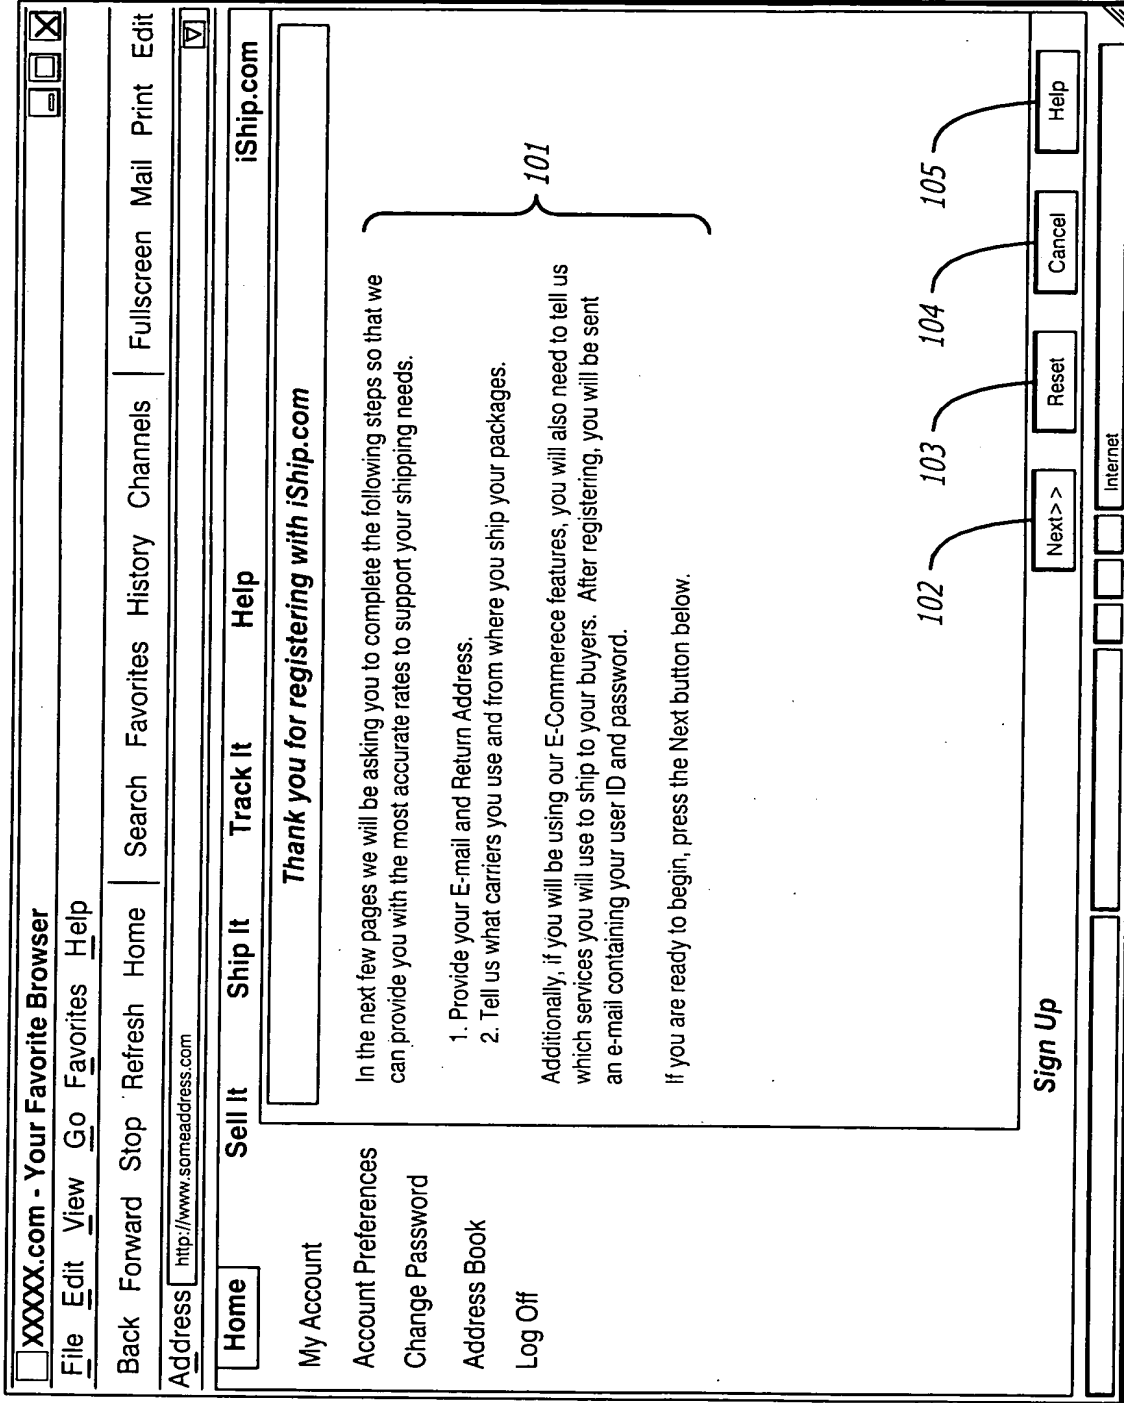 XXXXX.com - Your Favorite Browser
File Edit View Go Favorites Help
Back Forward Stop Refresh Home Search Favorites History Channels Fullscreen Mail Print Edit
Address http://www.someaddress.com
Home Sell It Ship It Track It Help iShip.com
My Account
Account Preferences
Change Password
Address Book
Log Off
Thank you for registering with iShip.com
In the next few pages we will be asking you to complete the following steps so that we
can provide you with the most accurate rates to support your shipping needs.
1. Provide your E-mail and Return Address.
2. Tell us what carriers you use and from where you ship your packages.
Additionally, if you will be using our E-Commerece features, you will also need to tell us
which services you will use to ship to your buyers. After registering, you will be sent
an e-mail containing your user ID and password.
If you are ready to begin, press the Next button below.
101
102 103 104 105
Sign Up Next> > Reset Cancel Help
Internet